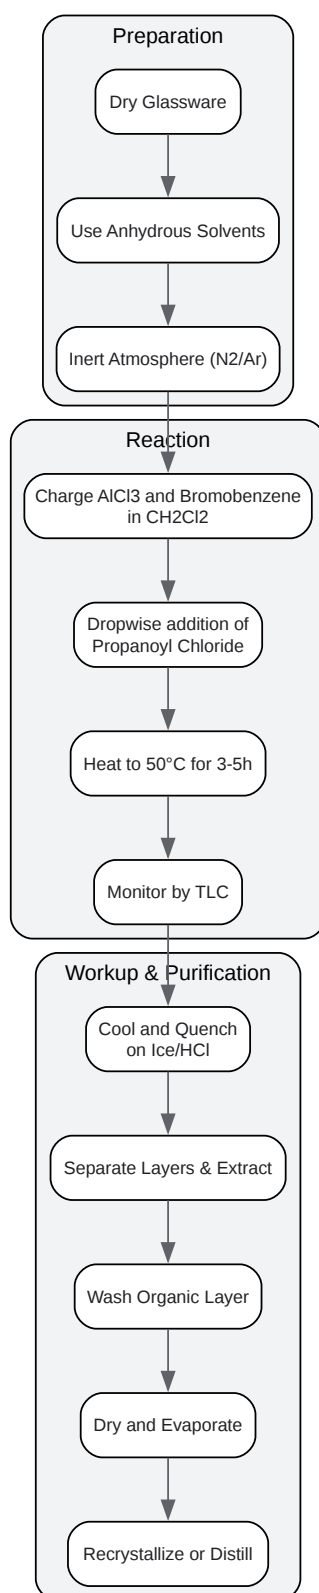 Preparation
Dry Glassware
Use Anhydrous Solvents
Inert Atmosphere (N2/Ar)
Reaction
Charge AlCl3 and Bromobenzene
in CH2Cl2
Dropwise addition of
Propanoyl Chloride
Heat to 50°C for 3-5h
Monitor by TLC
Workup & Purification
Cool and Quench
on Ice/HCl
Separate Layers & Extract
Wash Organic Layer
Dry and Evaporate
Recrystallize or Distill